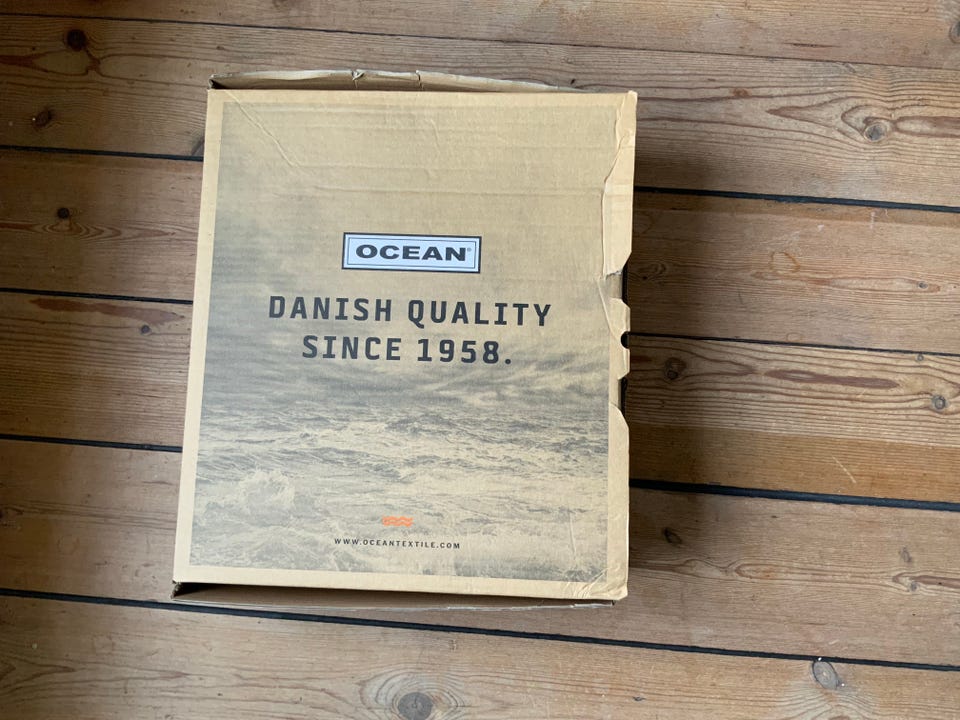 OCEAN®
DANISH QUALITY
SINCE 1958.
WWW.OCEANTEXTILE.COM